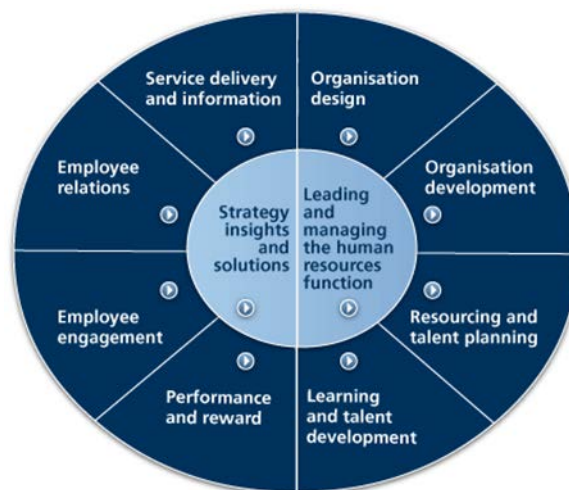 Service delivery
and information
Organisation
design
Employee
relations
Organisation
development
Strategy
insights
and
solutions
Leading
and
managing
the human
resources
function
Employee
engagement
Resourcing and
talent planning
Performance
and reward
Learning
and talent
development